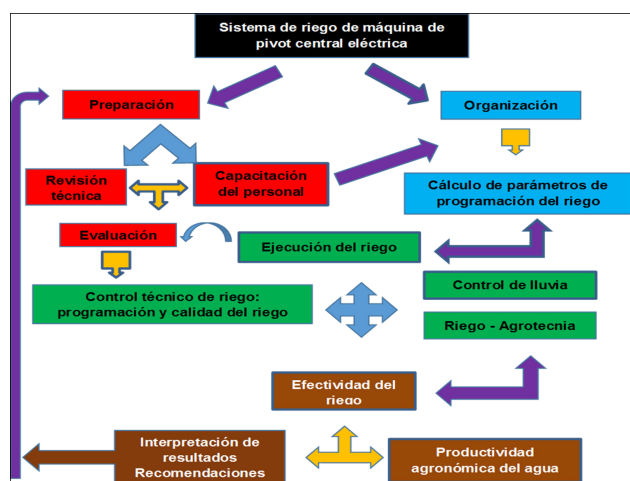 Sistema de riego de máquina de
pivot central eléctrica
Preparación
Organización
Revisión
técnica
Capacitación
del personal
Cálculo de parámetros de
programación del riego
Evaluación
Ejecución del riego
Control técnico de riego:
programación y calidad del riego
Control de lluvia
Riego - Agrotecnia
Efectividad del
riego
Interpretación de
resultados
Recomendaciones
Productividad
agronómica del agua